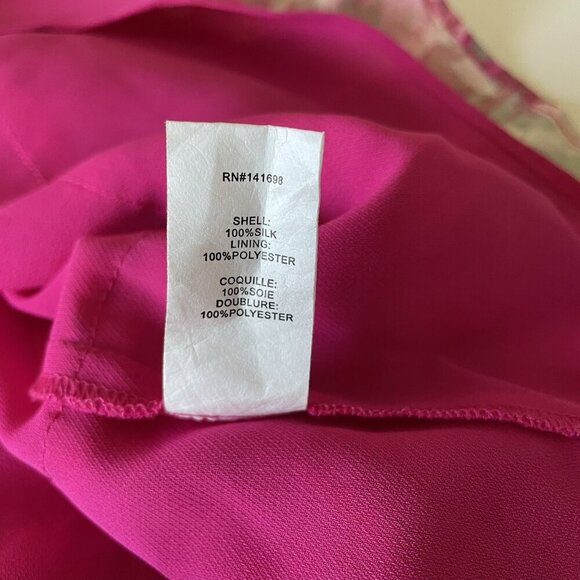 RN#141698
SHELL:
100%SILK
LINING:
100%POLYESTER
COQUILLE:
100%SOIE
DOUBLURE:
100%POLYESTER